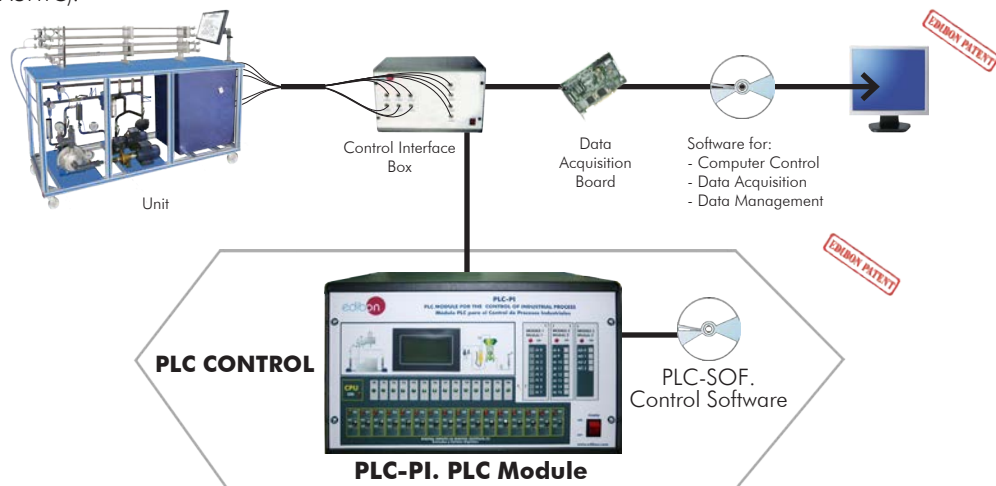 EDIBON PATENT
Unit
Control Interface
Box
Data
Acquisition
Board
Software for:
- Computer Control
- Data Acquisition
- Data Management
EDIBON PATENT
PLC CONTROL
edibon
PLC-PI
PLC MODULE FOR THE CONTROL OF INDUSTRIAL PROCESS
Módulo PLC para el Control de Procesos Industriales
CPU
POWER
PLC-SOF.
Control Software
PLC-PI. PLC Module